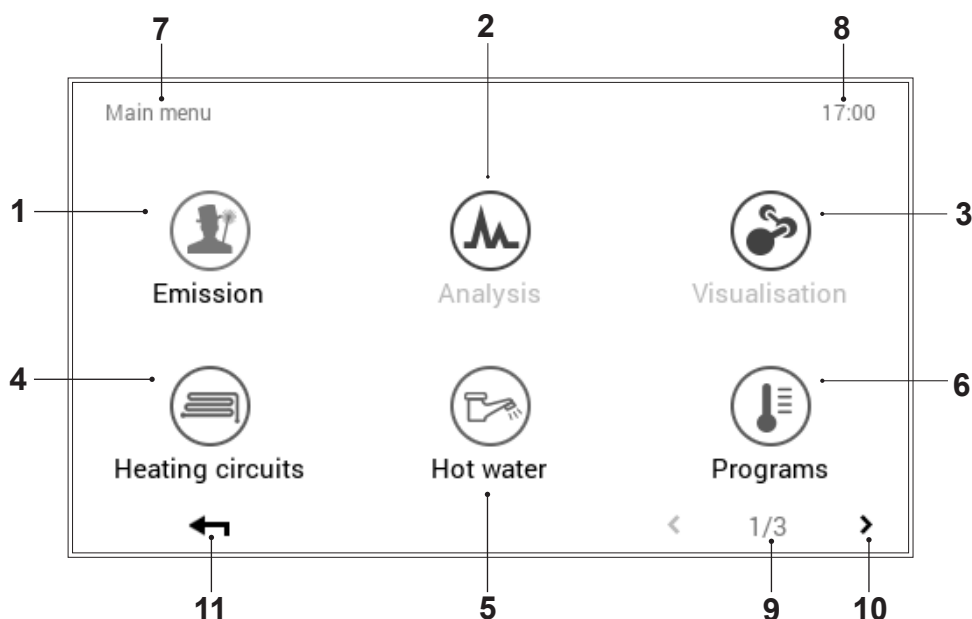 7 2 8
Main menu 17:00
1 3
Emission Analysis Visualisation
4 6
Heating circuits Hot water Programs
1/3
11 5 9 10